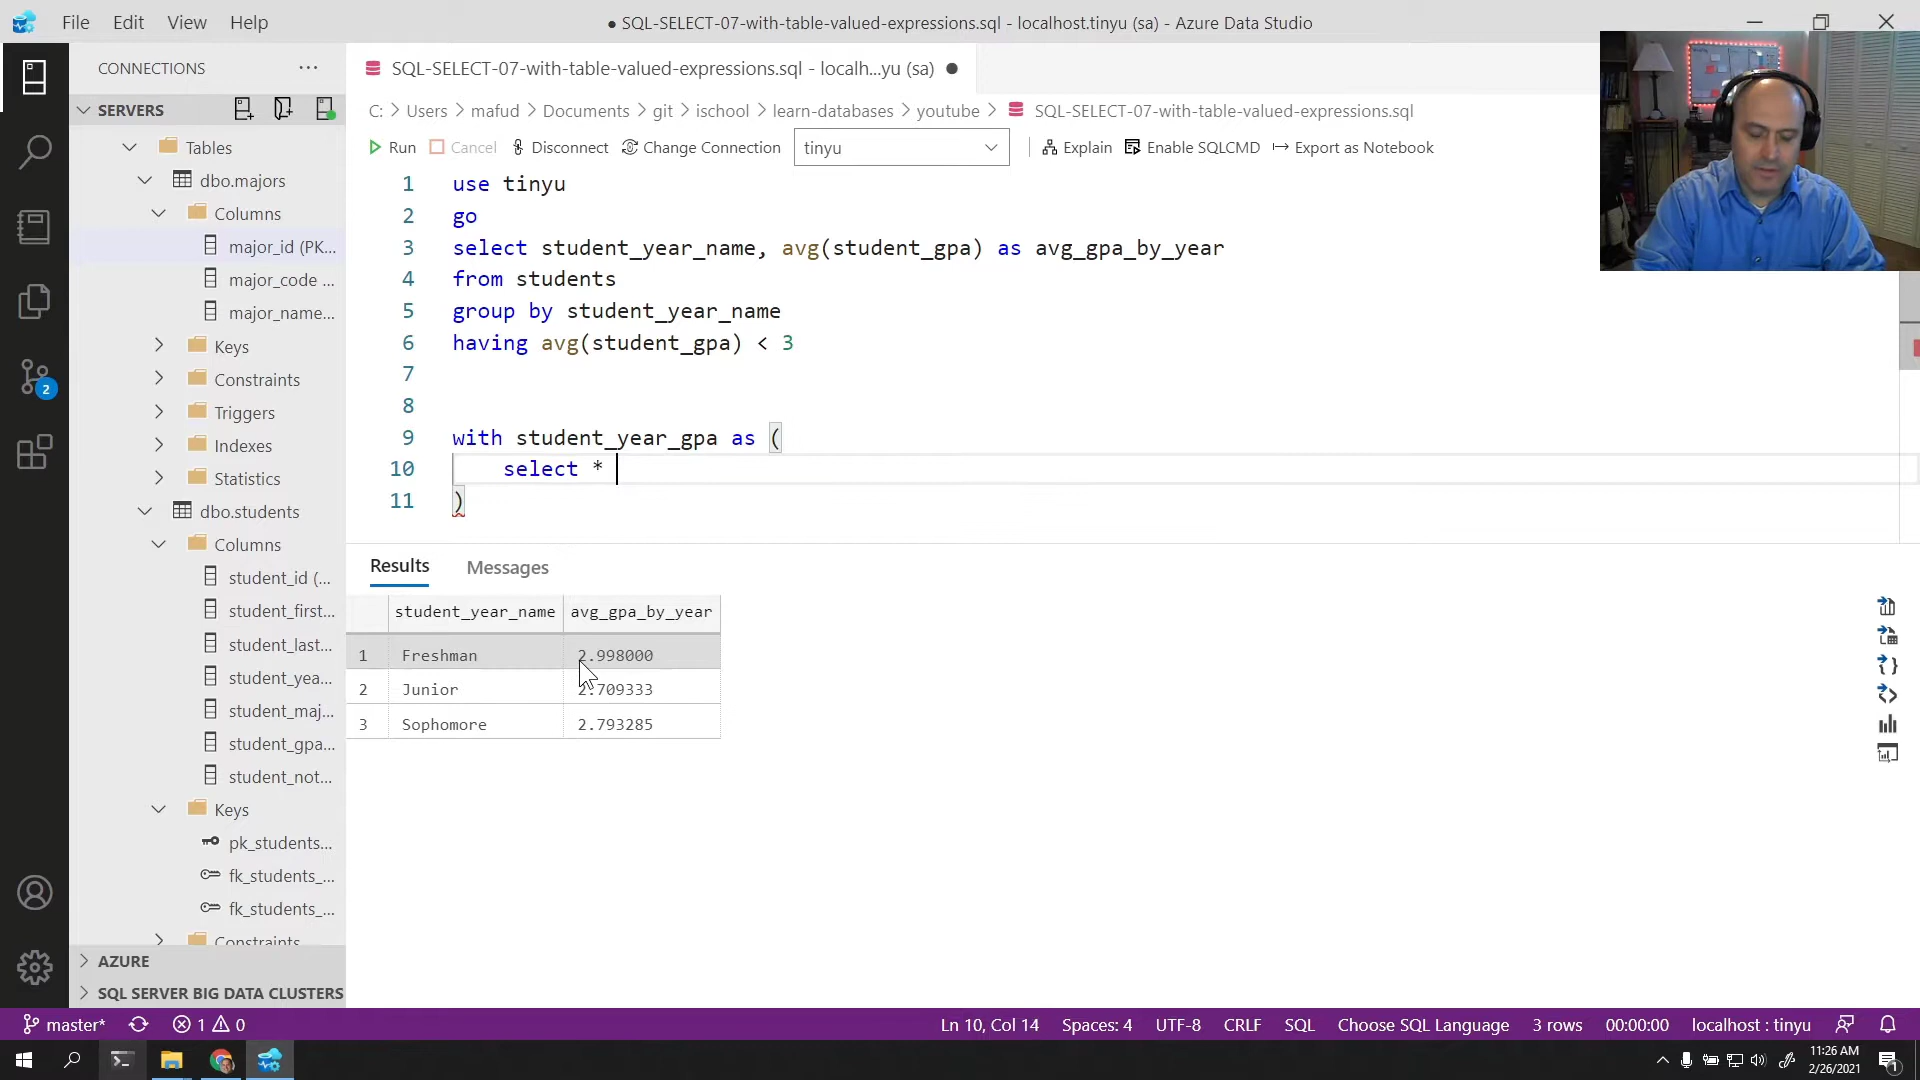 File Edit View Help
● SQL-SELECT-07-with-table-valued-expressions.sql - localhost.tinyu (sa) - Azure Data Studio
CONNECTIONS ···
SERVERS
Tables
dbo.majors
Columns
major_id (PK...
major_code ...
major_name...
Keys
Constraints
Triggers
Indexes
Statistics
dbo.students
Columns
student_id (...
student_first...
student_last...
student_yea...
student_maj...
student_gpa...
student_not...
Keys
pk_students...
fk_students_...
fk_students_...
Constraints
AZURE
SQL SERVER BIG DATA CLUSTERS
2
SQL-SELECT-07-with-table-valued-expressions.sql - localh...yu (sa) ●
C: > Users > mafud > Documents > git > ischool > learn-databases > youtube > SQL-SELECT-07-with-table-valued-expressions.sql
Run Cancel Disconnect Change Connection tinyu Explain Enable SQLCMD Export as Notebook
1 use tinyu
2 go
3 select student_year_name, avg(student_gpa) as avg_gpa_by_year
4 from students
5 group by student_year_name
6 having avg(student_gpa) < 3
7
8
9 with student_year_gpa as (
10 select *
11 )
Results Messages
student_year_name avg_gpa_by_year
1 Freshman 2.998000
2 Junior 2.709333
3 Sophomore 2.793285
master* 1 0 Ln 10, Col 14 Spaces: 4 UTF-8 CRLF SQL Choose SQL Language 3 rows 00:00:00 localhost : tinyu
11:26 AM
2/26/2021
1